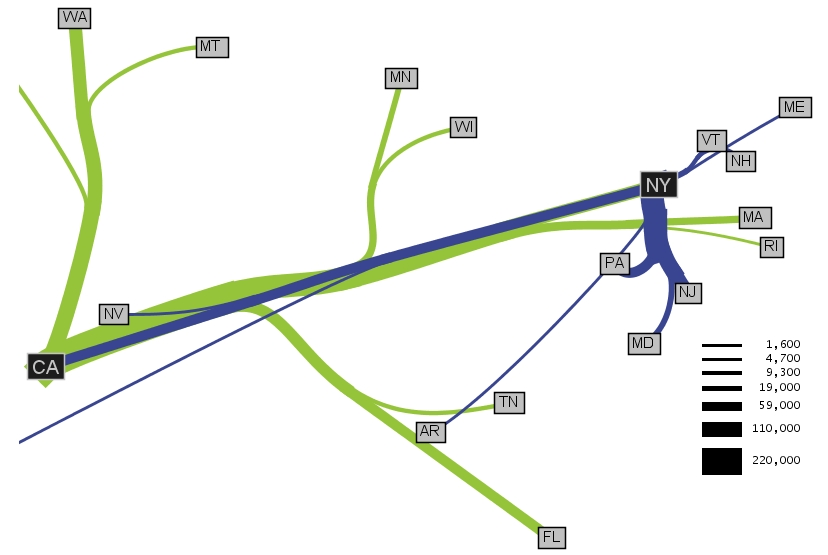 WA
MT
MN
ME
WI
VT
NH
NY
MA
RI
PA
NJ
NV
MD
CA
TN
AR
FL
1,600
4,700
9,300
19,000
59,000
110,000
220,000